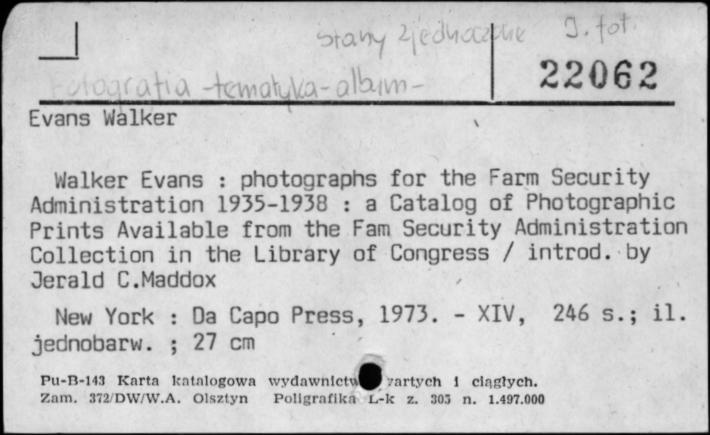 Stany Zjednoczone 9. fot.
22062
Fotografia - tematyka - album -
Evans Walker
Walker Evans : photographs for the Farm Security
Administration 1935-1938 : a Catalog of Photographic
Prints Available from the Fam Security Administration
Collection in the Library of Congress / introd. by
Jerald C.Maddox
New York : Da Capo Press, 1973. - XIV, 246 s.; il.
jednobarw. ; 27 cm
Pu-B-143 Karta katalogowa wydawnictw zwartych i ciągłych.
Zam. 372/DW/W.A. Olsztyn Poligrafika L-k z. 303 n. 1.497.000